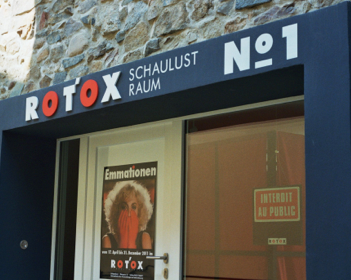 ROTOX SCHAULUST RAUM Nº1
Emmationen
ROTOX
INTERDIT
AU PUBLIC